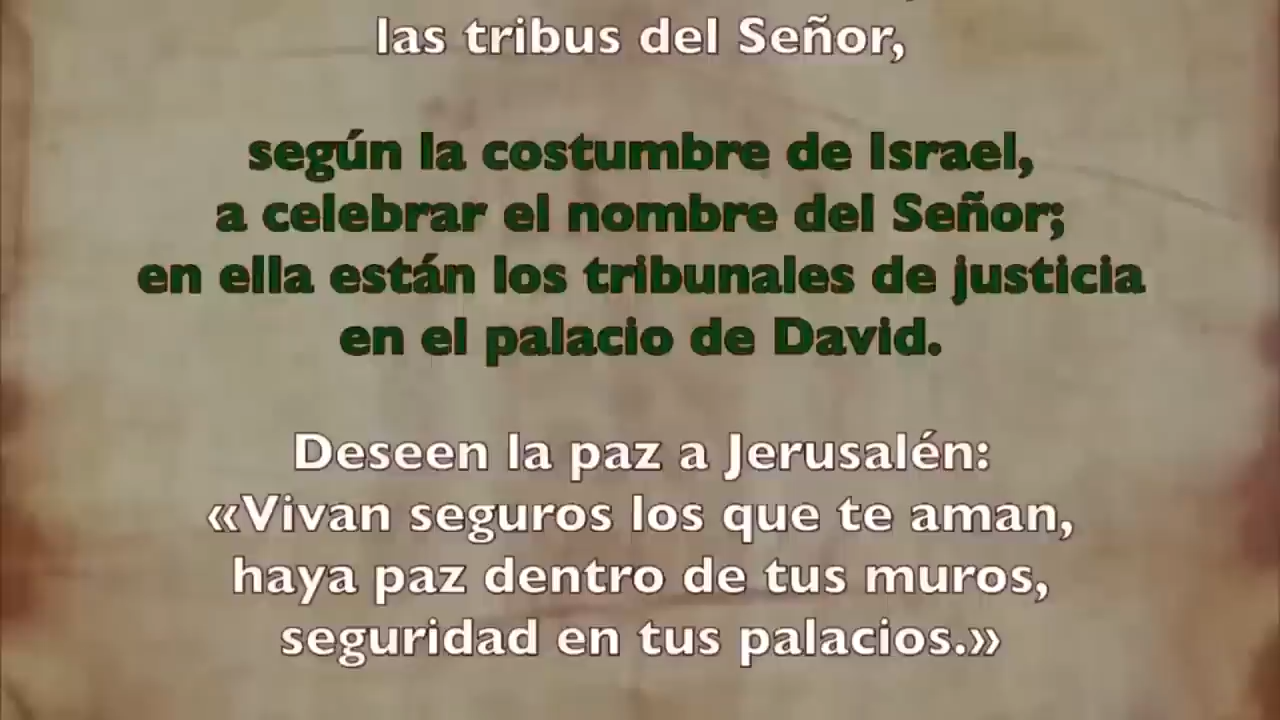 las tribus del Señor,
según la costumbre de Israel,
a celebrar el nombre del Señor;
en ella están los tribunales de justicia
en el palacio de David.
Deseen la paz a Jerusalén:
«Vivan seguros los que te aman,
haya paz dentro de tus muros,
seguridad en tus palacios.»